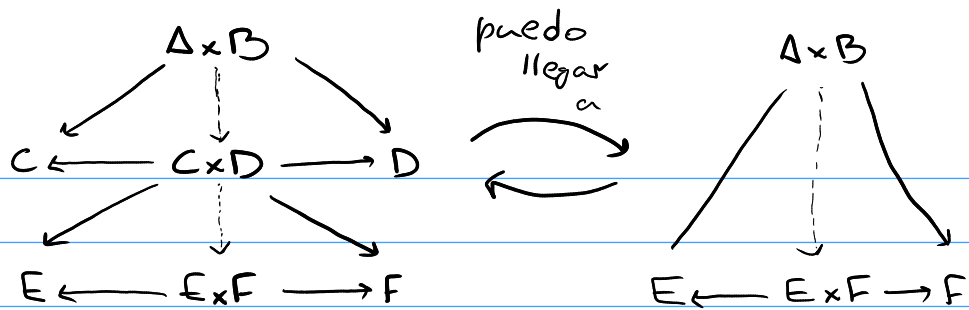 A x B
puedo
llegar
a
A x B
C
C x D
D
E
E x F
F
E
E x F
F